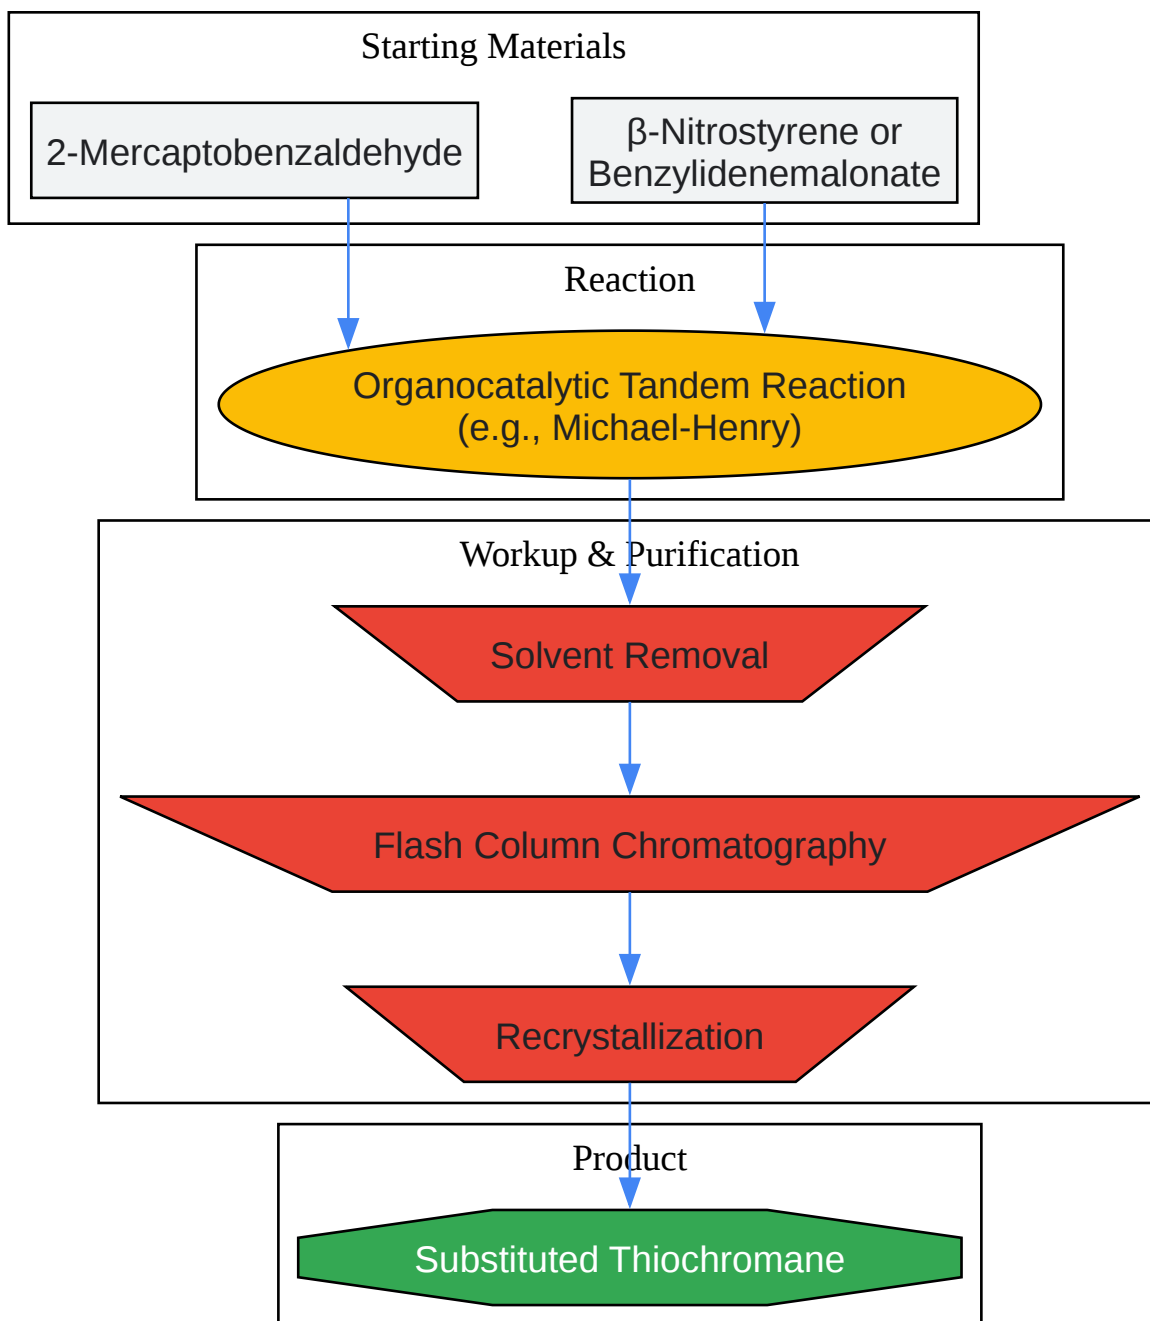 Starting Materials
2-Mercaptobenzaldehyde
β-Nitrostyrene or
Benzylidenemalonate
Reaction
Organocatalytic Tandem Reaction
(e.g., Michael-Henry)
Workup & Purification
Solvent Removal
Flash Column Chromatography
Recrystallization
Product
Substituted Thiochromane